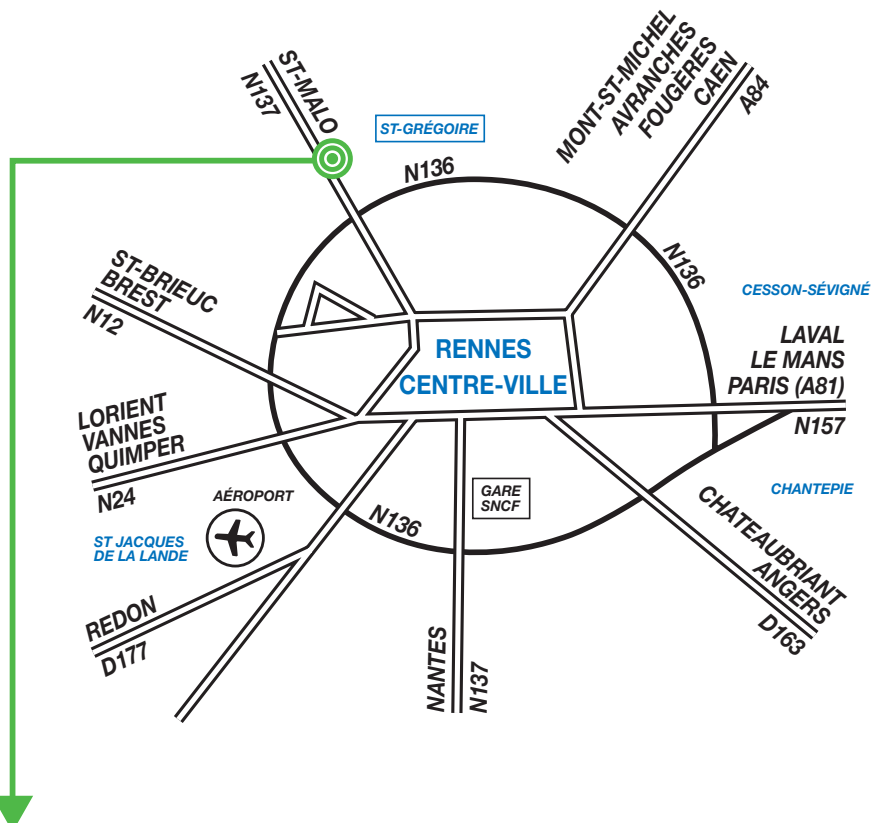 ST-MALO
N137
ST-GRÉGOIRE
MONT-ST-MICHEL
AVRANCHES
FOUGÈRES
CAEN
A84
N136
N136
CESSON-SÉVIGNÉ
ST-BRIEUC
BREST
N12
RENNES
CENTRE-VILLE
LAVAL
LE MANS
PARIS (A81)
N157
LORIENT
VANNES
QUIMPER
N24
AÉROPORT
GARE
SNCF
CHANTEPIE
ST JACQUES
DE LA LANDE
N136
CHATEAUBRIANT
ANGERS
D163
REDON
D177
NANTES
N137